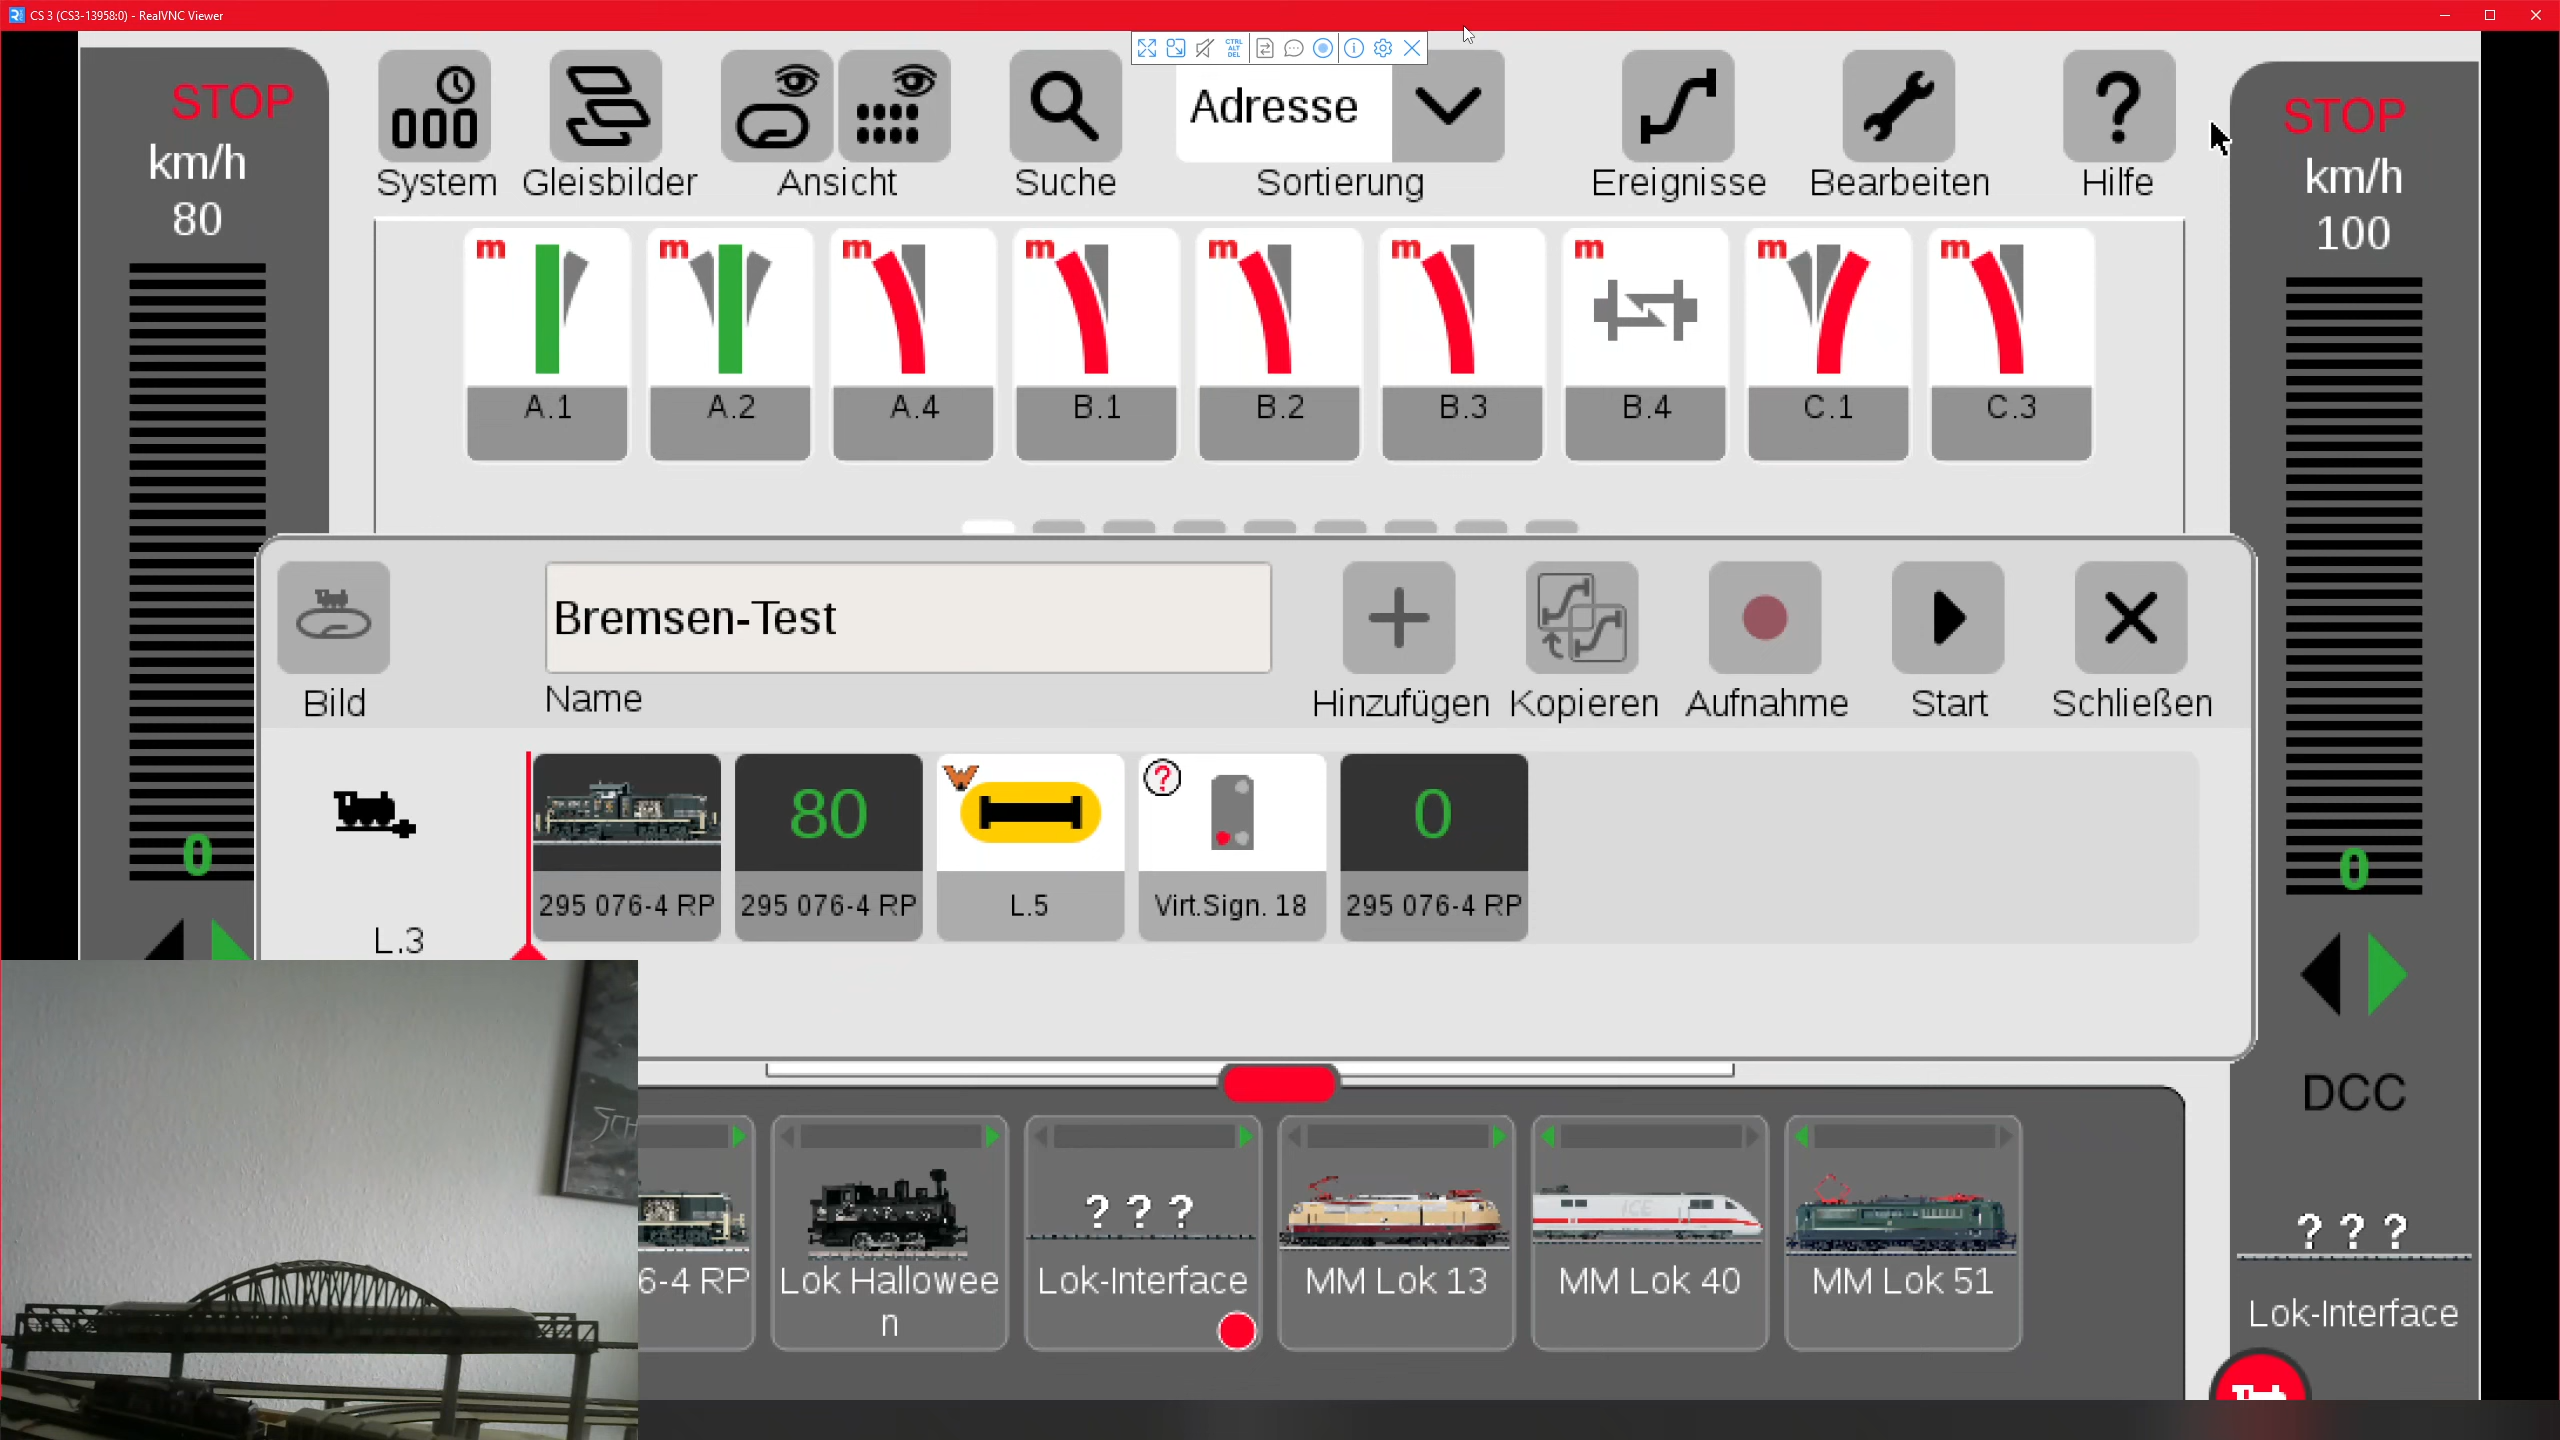 CS 3 (CS3-13958:0) - RealVNC Viewer
CTRL
ALT
DEL
STOP
km/h
80
System
Gleisbilder
Ansicht
Suche
Adresse
Sortierung
Ereignisse
Bearbeiten
?
Hilfe
STOP
km/h
100
m
m
m
m
m
m
m
m
m
A.1
A.2
A.4
B.1
B.2
B.3
B.4
C.1
C.3
Bild
Bremsen-Test
Name
Hinzufügen
Kopieren
Aufnahme
Start
Schließen
80
?
0
295 076-4 RP
295 076-4 RP
L.5
Virt.Sign. 18
295 076-4 RP
L.3
0
0
DCC
ICE
? ? ?
6-4 RP
Lok Hallowee
n
Lok-Interface
MM Lok 13
MM Lok 40
MM Lok 51
? ? ?
Lok-Interface